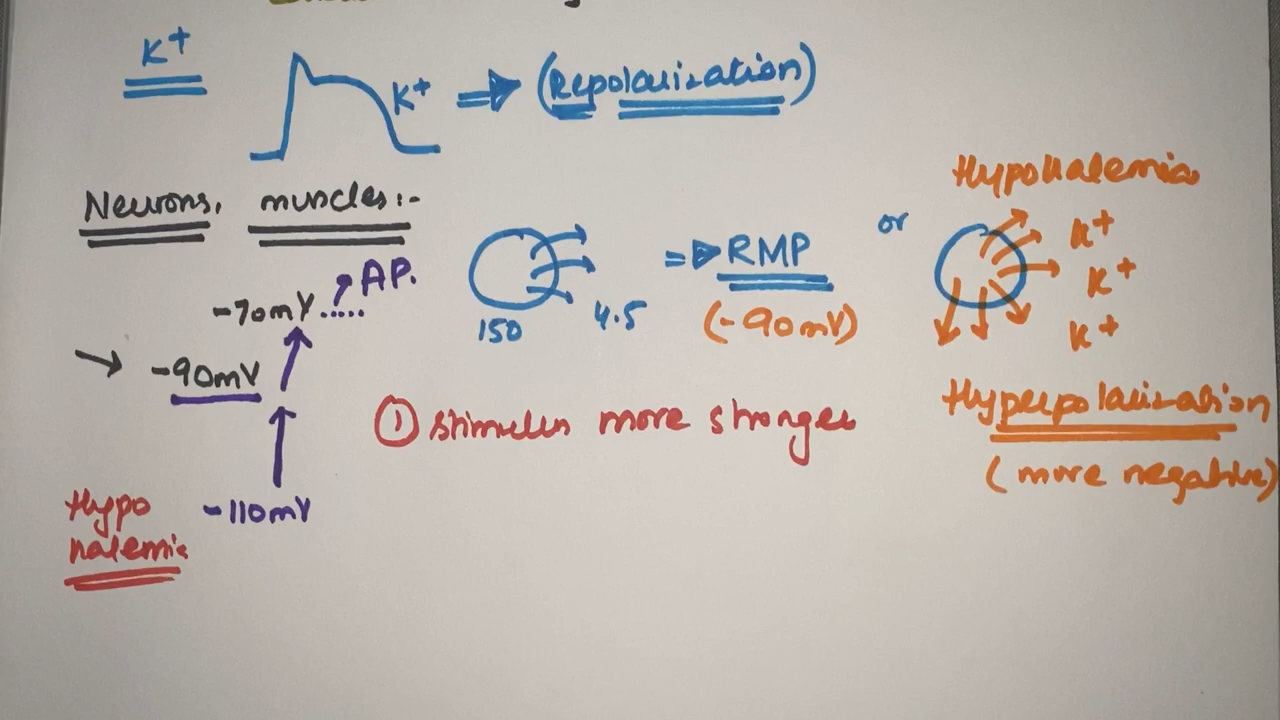 K+
K+ ⇒ (Repolarization)
Neurons, muscles:-
-70mV..... AP.
→ -90mV
-110mV
Hypo
kalemia
150
4.5
⇒ RMP
(-90mV)
or
Hypokalemia
K+
K+
K+
Hyperpolarization
(more negative)
① Stimulus more stronger